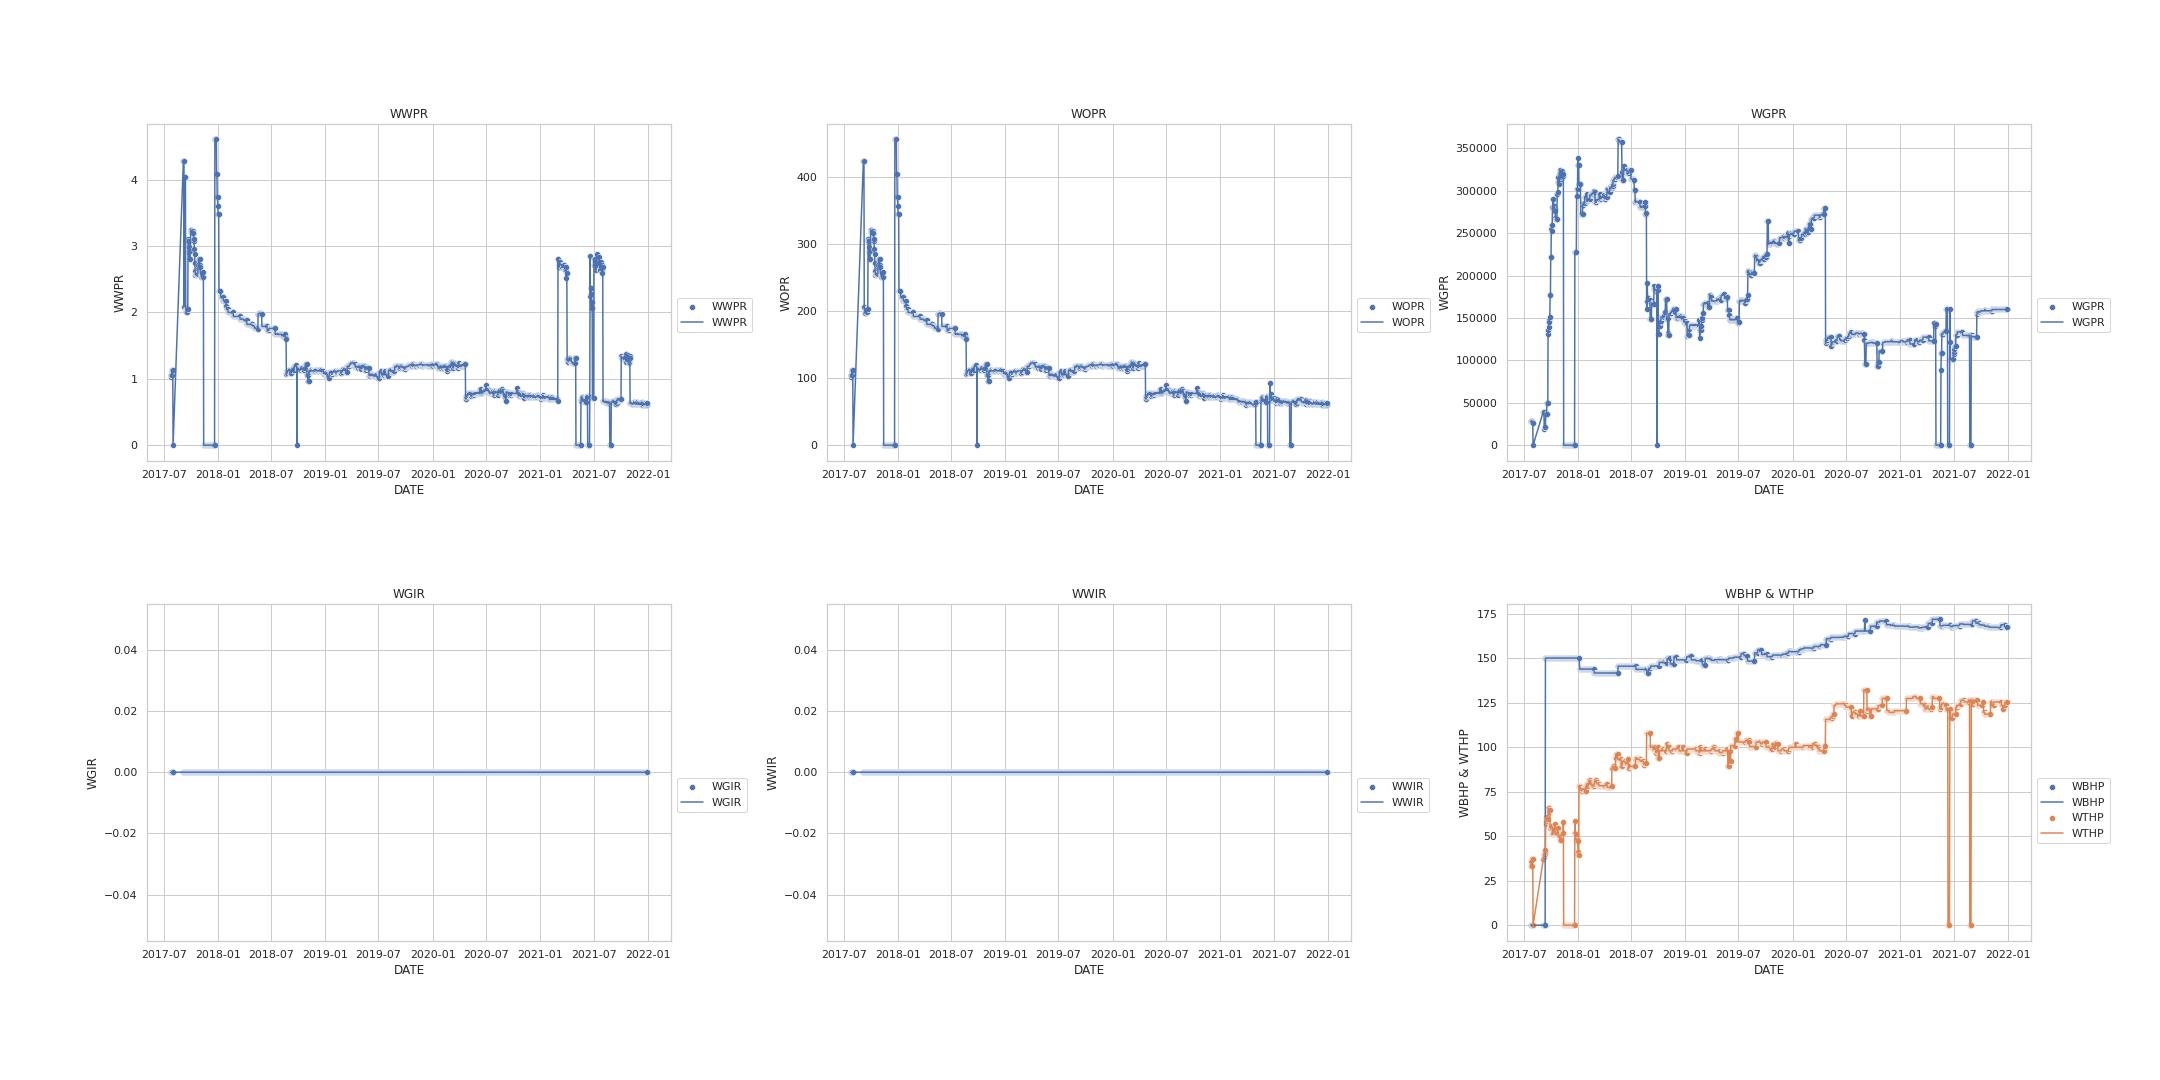 WWPR
WWPR
4
3
2
1
0
2017-07 2018-01 2018-07 2019-01 2019-07 2020-01 2020-07 2021-01 2021-07 2022-01
DATE
WWPR
WWPR
WOPR
WOPR
400
300
200
100
0
2017-07 2018-01 2018-07 2019-01 2019-07 2020-01 2020-07 2021-01 2021-07 2022-01
DATE
WOPR
WOPR
WGPR
WGPR
350000
300000
250000
200000
150000
100000
50000
0
2017-07 2018-01 2018-07 2019-01 2019-07 2020-01 2020-07 2021-01 2021-07 2022-01
DATE
WGPR
WGPR
WGIR
WGIR
0.04
0.02
0.00
−0.02
−0.04
2017-07 2018-01 2018-07 2019-01 2019-07 2020-01 2020-07 2021-01 2021-07 2022-01
DATE
WGIR
WGIR
WWIR
WWIR
0.04
0.02
0.00
−0.02
−0.04
2017-07 2018-01 2018-07 2019-01 2019-07 2020-01 2020-07 2021-01 2021-07 2022-01
DATE
WWIR
WWIR
WBHP & WTHP
WBHP & WTHP
175
150
125
100
75
50
25
0
2017-07 2018-01 2018-07 2019-01 2019-07 2020-01 2020-07 2021-01 2021-07 2022-01
DATE
WBHP
WBHP
WTHP
WTHP